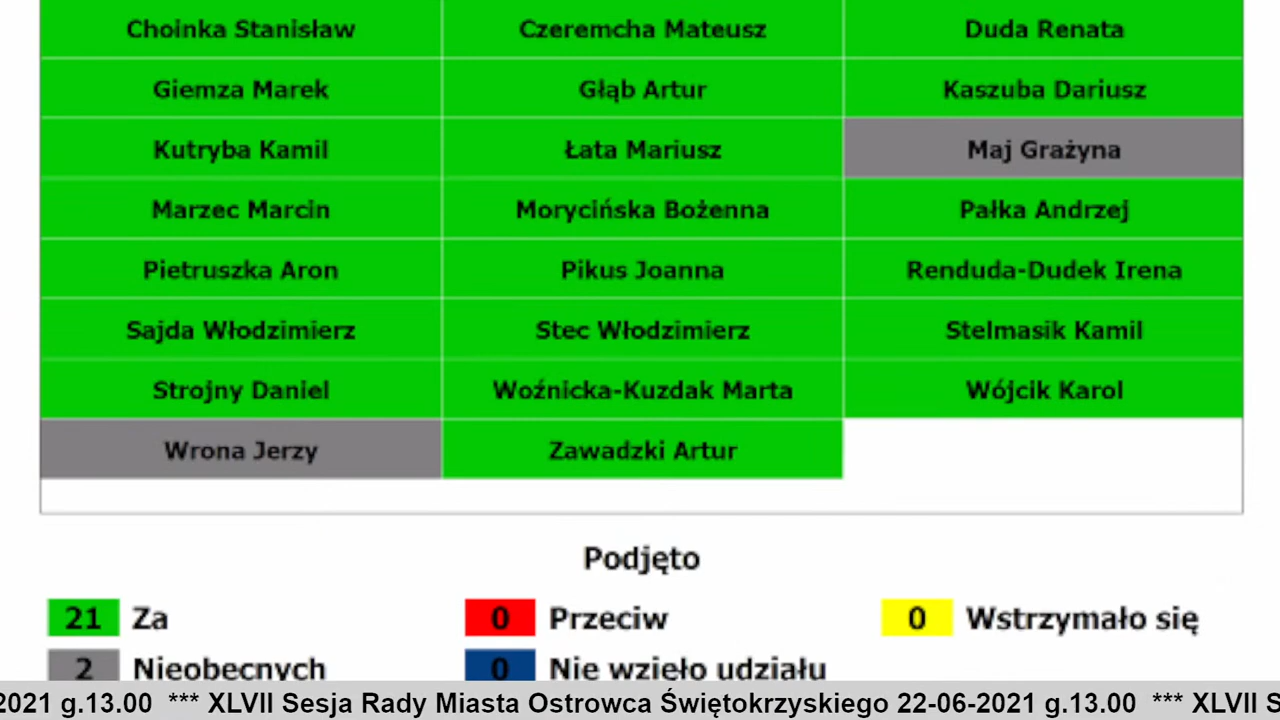 Choinka Stanisław Czeremcha Mateusz Duda Renata
Giemza Marek Głąb Artur Kaszuba Dariusz
Kutryba Kamil Łata Mariusz Maj Grażyna
Marzec Marcin Morycińska Bożenna Pałka Andrzej
Pietruszka Aron Pikus Joanna Renduda-Dudek Irena
Sajda Włodzimierz Stec Włodzimierz Stelmasik Kamil
Strojny Daniel Woźnicka-Kuzdak Marta Wójcik Karol
Wrona Jerzy Zawadzki Artur
Podjęto
21 Za 0 Przeciw 0 Wstrzymało się
2 Nieobecnych 0 Nie wzieło udziału
2021 g.13.00 *** XLVII Sesja Rady Miasta Ostrowca Świętokrzyskiego 22-06-2021 g.13.00 *** XLVII S